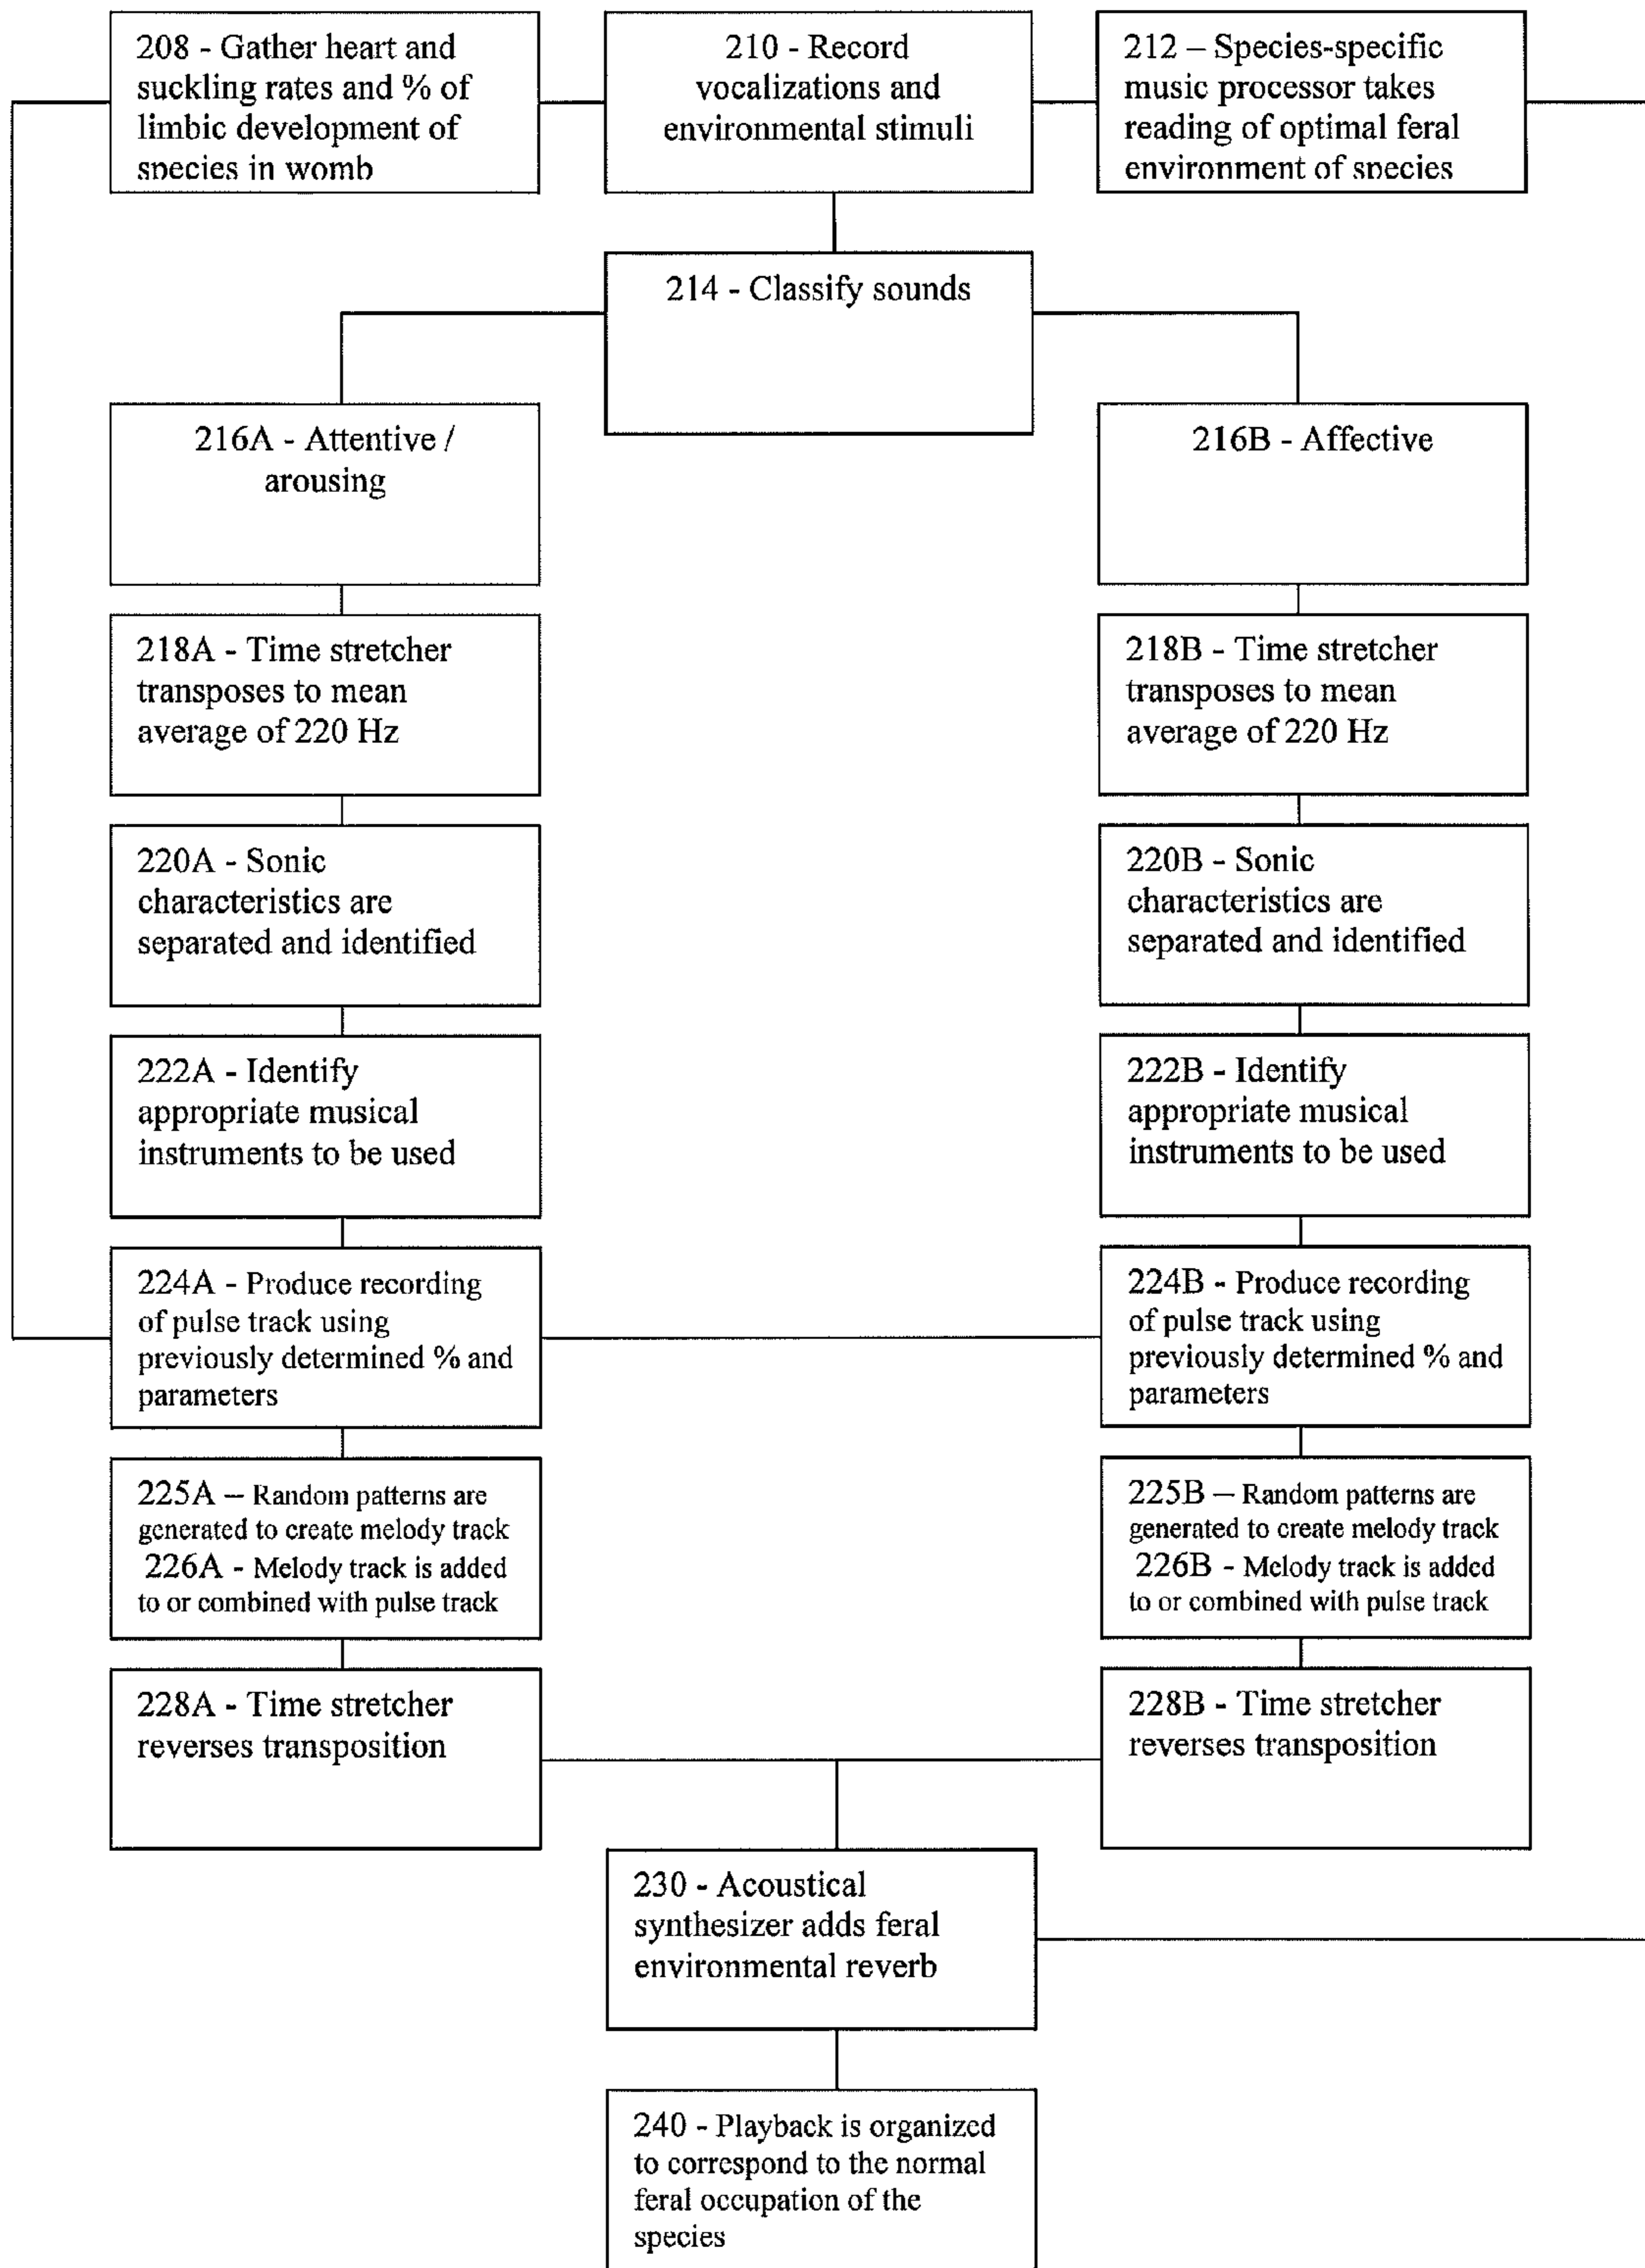 208 - Gather heart and
suckling rates and % of
limbic development of
species in womb
210 - Record
vocalizations and
environmental stimuli
212 – Species-specific
music processor takes
reading of optimal feral
environment of species
214 - Classify sounds
216A - Attentive /
arousing
216B - Affective
218A - Time stretcher
transposes to mean
average of 220 Hz
218B - Time stretcher
transposes to mean
average of 220 Hz
220A - Sonic
characteristics are
separated and identified
220B - Sonic
characteristics are
separated and identified
222A - Identify
appropriate musical
instruments to be used
222B - Identify
appropriate musical
instruments to be used
224A - Produce recording
of pulse track using
previously determined % and
parameters
224B - Produce recording
of pulse track using
previously determined % and
parameters
225A – Random patterns are
generated to create melody track
226A - Melody track is added
to or combined with pulse track
225B – Random patterns are
generated to create melody track
226B - Melody track is added
to or combined with pulse track
228A - Time stretcher
reverses transposition
228B - Time stretcher
reverses transposition
230 - Acoustical
synthesizer adds feral
environmental reverb
240 - Playback is organized
to correspond to the normal
feral occupation of the
species